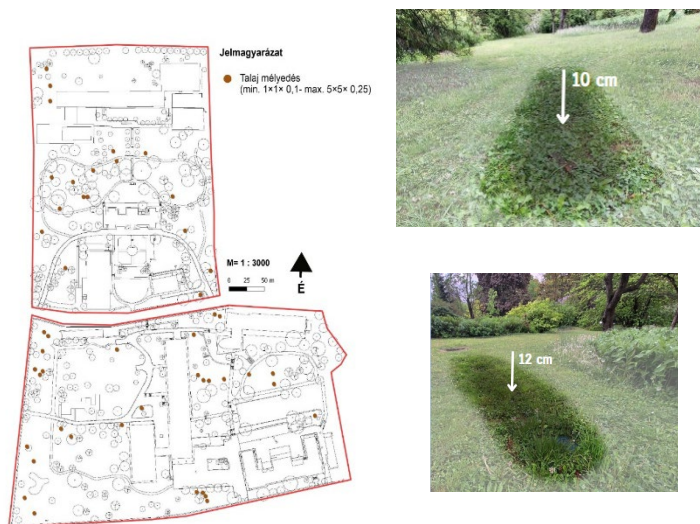 Jelmagyarázat
Talaj mélyedés
(min. 1×1× 0,1- max. 5×5× 0,25)
M= 1 : 3000
0 25 50 m
É
10 cm
12 cm